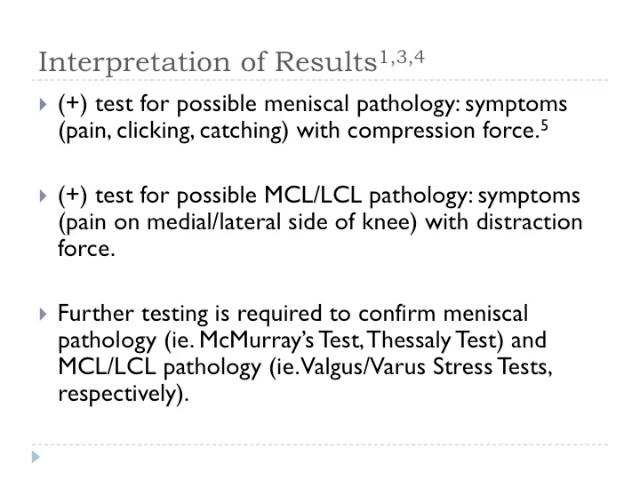 Interpretation of Results1,3,4
(+) test for possible meniscal pathology: symptoms
(pain, clicking, catching) with compression force.5
(+) test for possible MCL/LCL pathology: symptoms
(pain on medial/lateral side of knee) with distraction
force.
Further testing is required to confirm meniscal
pathology (ie. McMurray's Test, Thessaly Test) and
MCL/LCL pathology (ie. Valgus/Varus Stress Tests,
respectively).